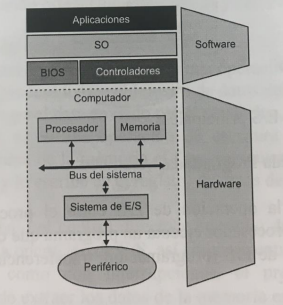 Aplicaciones
SO
Software
BIOS
Controladores
Computador
Procesador
Memoria
Bus del sistema
Hardware
Sistema de E/S
Periférico